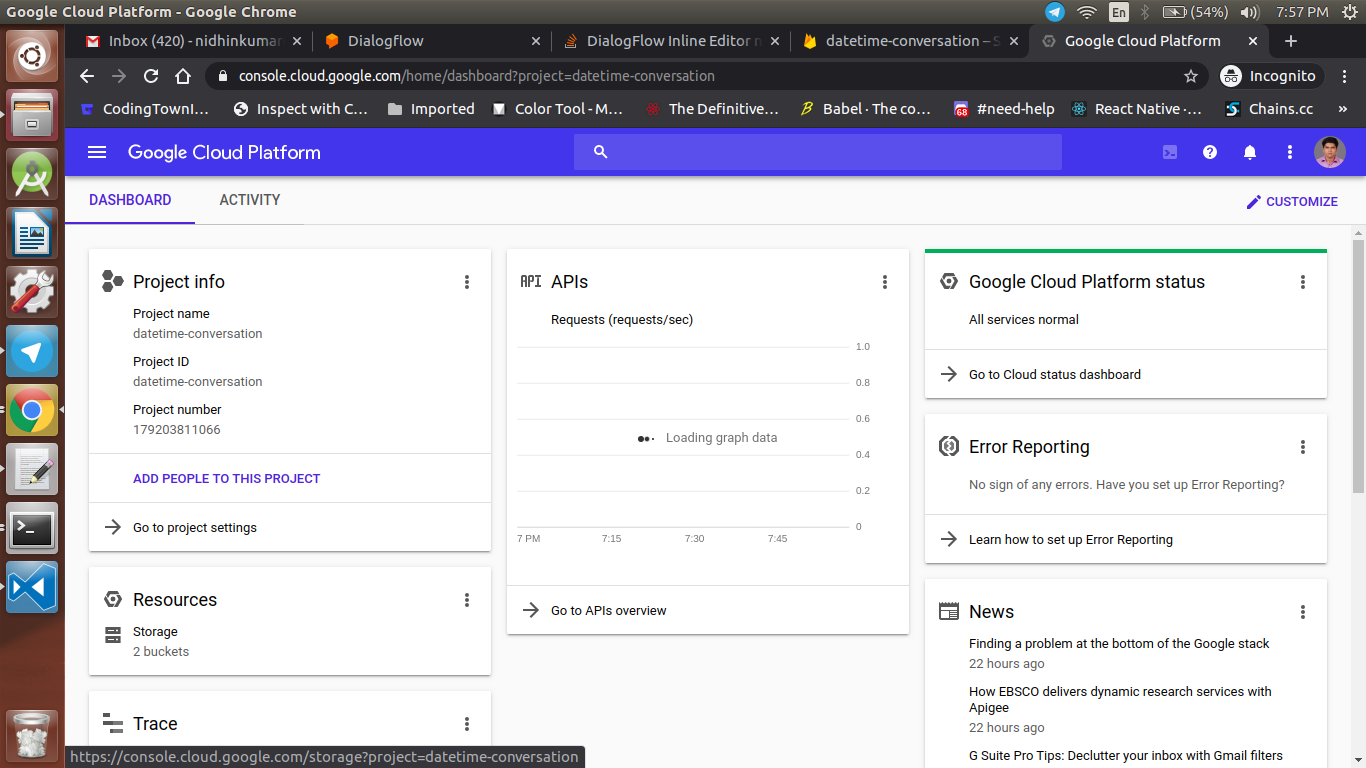 Google Cloud Platform - Google Chrome
En
(54%)
7:57 PM
Inbox (420) - nidhinkumar
Dialogflow
DialogFlow Inline Editor n
datetime-conversation – S
Google Cloud Platform
console.cloud.google.com/home/dashboard?project=datetime-conversation
Incognito
CodingTownI...
Inspect with C...
Imported
Color Tool - M...
The Definitive...
Babel · The co...
68
#need-help
React Native ·...
Chains.cc
»
Google Cloud Platform
DASHBOARD
ACTIVITY
CUSTOMIZE
Project info
Project name
datetime-conversation
Project ID
datetime-conversation
Project number
179203811066
ADD PEOPLE TO THIS PROJECT
Go to project settings
Resources
Storage
2 buckets
Trace
API
APIs
Requests (requests/sec)
1.0
0.8
0.6
Loading graph data
0.4
0.2
0
7 PM
7:15
7:30
7:45
Go to APIs overview
Google Cloud Platform status
All services normal
Go to Cloud status dashboard
Error Reporting
No sign of any errors. Have you set up Error Reporting?
Learn how to set up Error Reporting
News
Finding a problem at the bottom of the Google stack
22 hours ago
How EBSCO delivers dynamic research services with
Apigee
22 hours ago
G Suite Pro Tips: Declutter your inbox with Gmail filters
https://console.cloud.google.com/storage?project=datetime-conversation